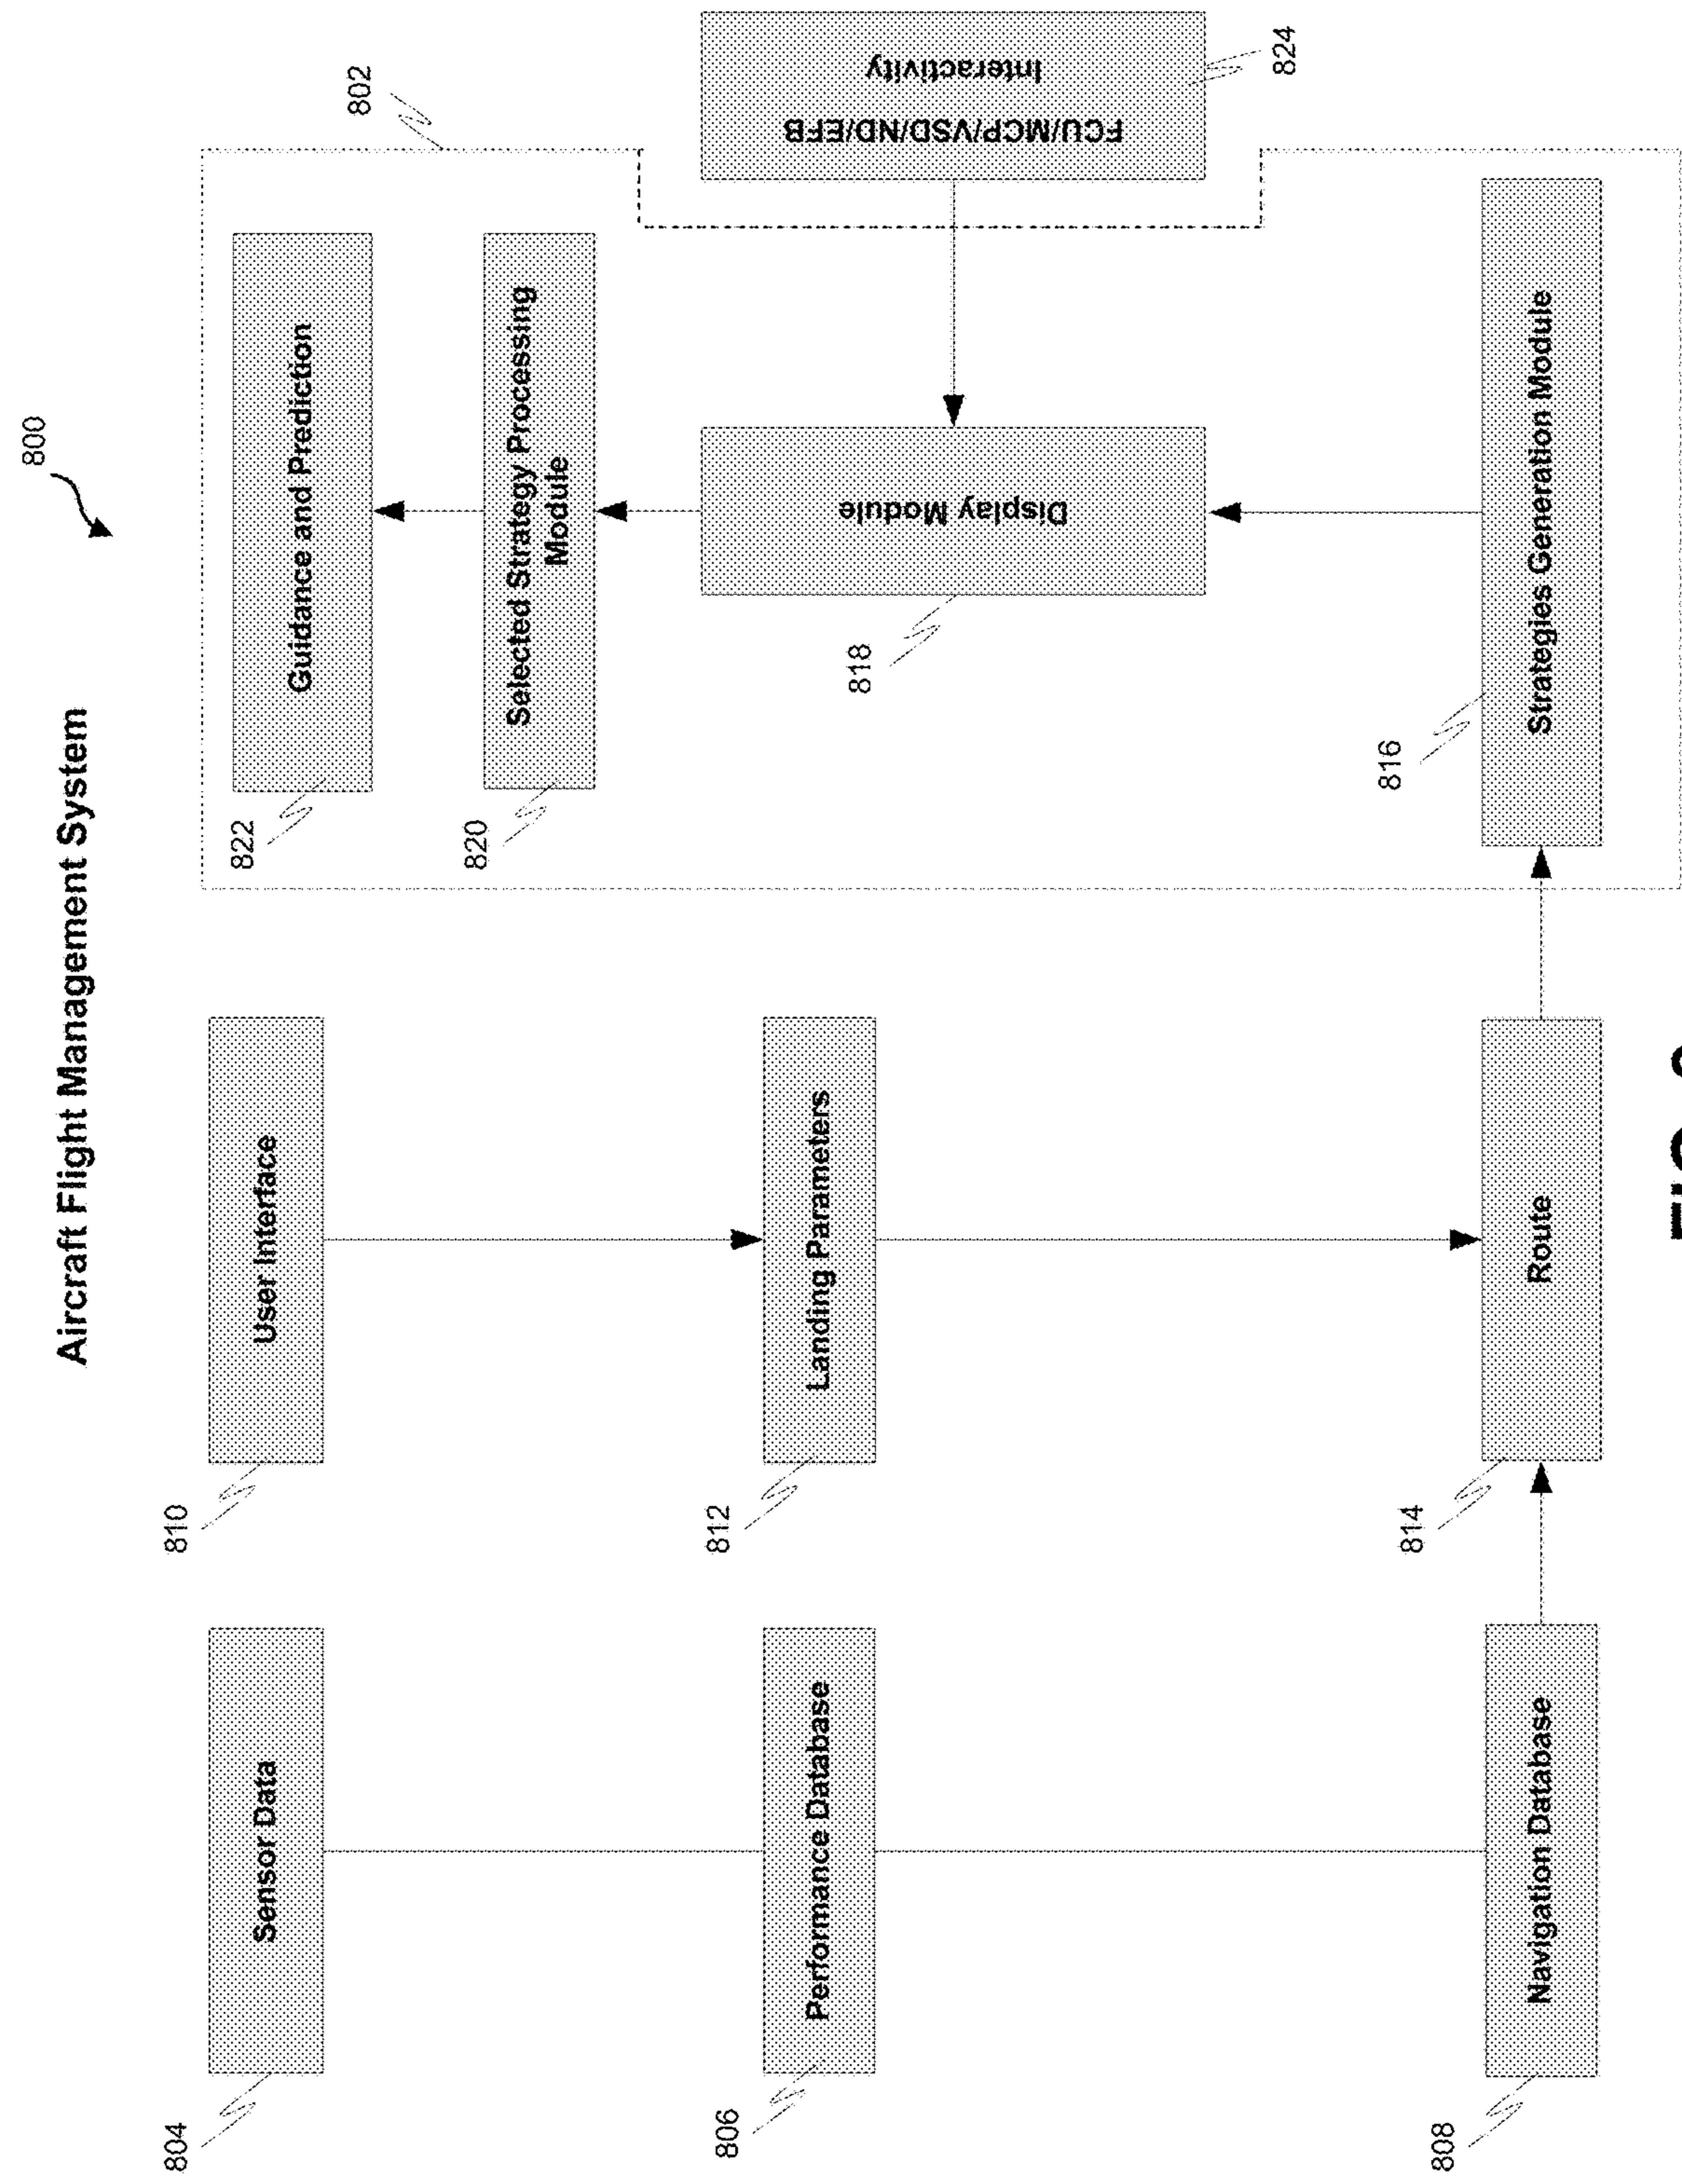 Aircraft Flight Management System
800
804
Sensor Data
810
User Interface
802
822
Guidance and Prediction
820
Selected Strategy Processing
Module
806
Performance Database
812
Landing Parameters
818
Display Module
FCU/MCP/VSD/ND/EFB
Interactivity
824
808
Navigation Database
814
Route
816
Strategies Generation Module